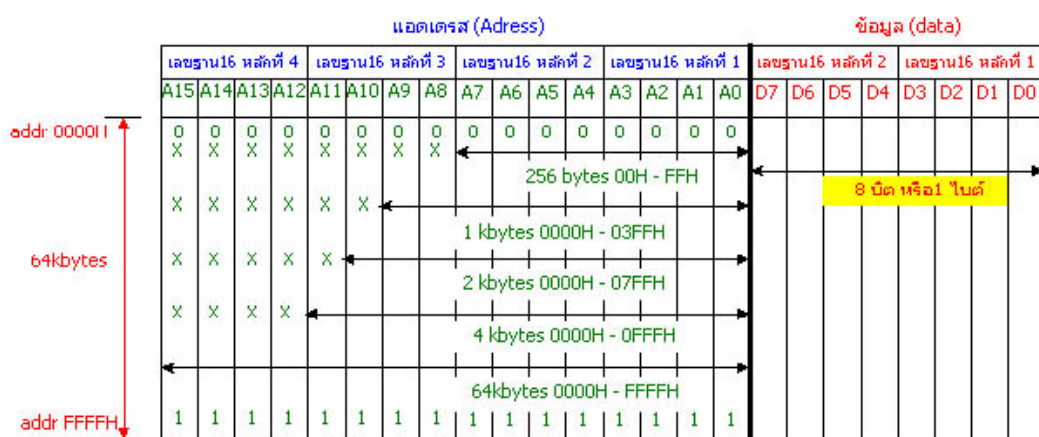 แอดเดรส (Adress) ข้อมูล (data)
เลขฐาน16 หลักที่ 4 เลขฐาน16 หลักที่ 3 เลขฐาน16 หลักที่ 2 เลขฐาน16 หลักที่ 1 เลขฐาน16 หลักที่ 2 เลขฐาน16 หลักที่ 1
A15 A14 A13 A12 A11 A10 A9 A8 A7 A6 A5 A4 A3 A2 A1 A0 D7 D6 D5 D4 D3 D2 D1 D0
addr 0000H 0 0 0 0 0 0 0 0 0 0 0 0 0 0 0 0
X X X X X X X X
256 bytes 00H - FFH
8 บิต หรือ1 ไบต์
X X X X X X
1 kbytes 0000H - 03FFH
64kbytes X X X X X
2 kbytes 0000H - 07FFH
X X X X
4 kbytes 0000H - 0FFFH
64kbytes 0000H - FFFFH
addr FFFFH 1 1 1 1 1 1 1 1 1 1 1 1 1 1 1 1